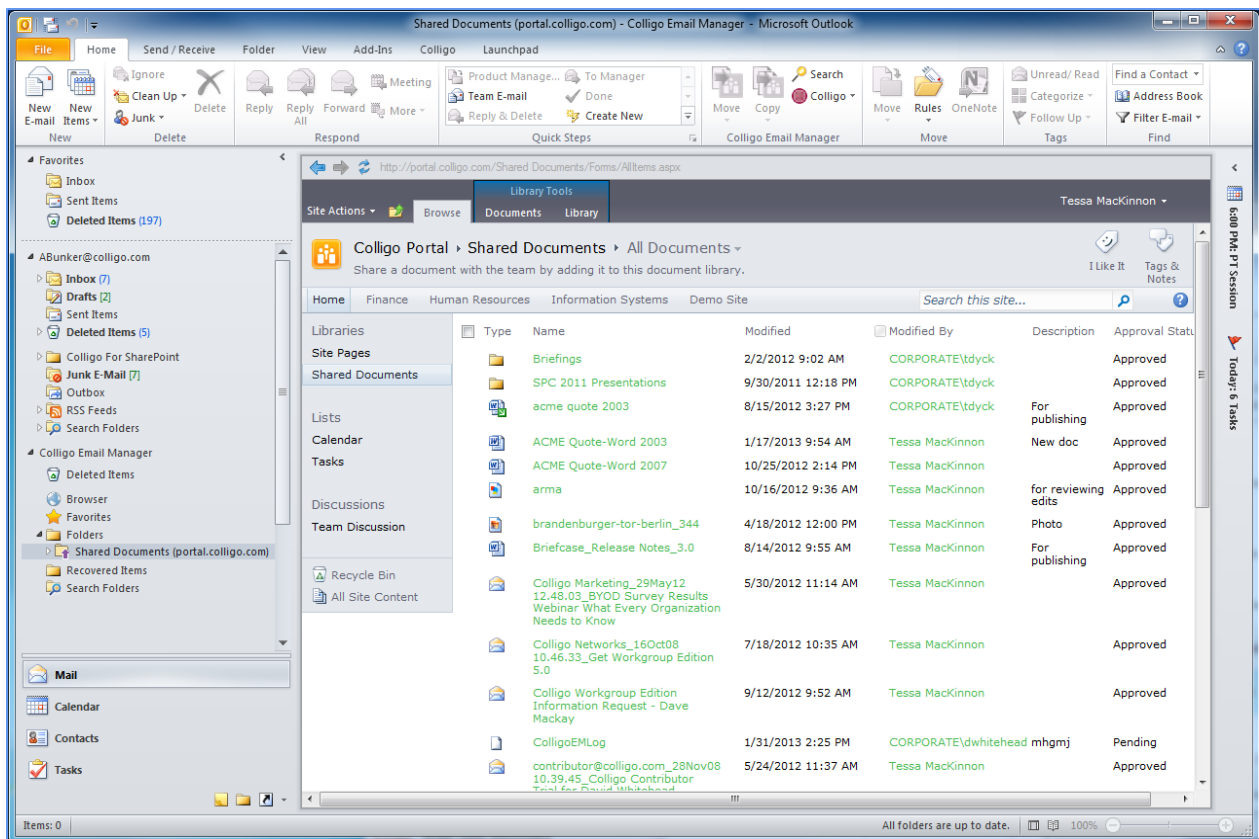 Shared Documents (portal.colligo.com) - Colligo Email Manager - Microsoft Outlook
File Home Send / Receive Folder View Add-Ins Colligo Launchpad
New E-mail
New Items
New
Ignore
Clean Up
Junk
Delete
Delete
Reply
Reply All
Forward
Meeting
More
Respond
Product Manage...
Team E-mail
Reply & Delete
To Manager
Done
Create New
Quick Steps
Move
Copy
Search
Colligo
Colligo Email Manager
Move
Rules
OneNote
Move
Unread/ Read
Categorize
Follow Up
Tags
Find a Contact
Address Book
Filter E-mail
Find
Favorites
Inbox
Sent Items
Deleted Items (197)
ABunker@colligo.com
Inbox (7)
Drafts [2]
Sent Items
Deleted Items (5)
Colligo For SharePoint
Junk E-Mail [7]
Outbox
RSS Feeds
Search Folders
Colligo Email Manager
Deleted Items
Browser
Favorites
Folders
Shared Documents (portal.colligo.com)
Recovered Items
Search Folders
Mail
Calendar
Contacts
Tasks
http://portal.colligo.com/Shared Documents/Forms/AllItems.aspx
Library Tools
Site Actions Browse Documents Library
Tessa MacKinnon
Colligo Portal Shared Documents All Documents
Share a document with the team by adding it to this document library.
I Like It
Tags &
Notes
Home Finance Human Resources Information Systems Demo Site
Search this site...
Libraries
Site Pages
Shared Documents
Lists
Calendar
Tasks
Discussions
Team Discussion
Recycle Bin
All Site Content
Type Name Modified Modified By Description Approval Statu
Briefings 2/2/2012 9:02 AM CORPORATE\tdyck Approved
SPC 2011 Presentations 9/30/2011 12:18 PM CORPORATE\tdyck Approved
acme quote 2003 8/15/2012 3:27 PM CORPORATE\tdyck For Approved
publishing
ACME Quote-Word 2003 1/17/2013 9:54 AM Tessa MacKinnon New doc Approved
ACME Quote-Word 2007 10/25/2012 2:14 PM Tessa MacKinnon Approved
arma 10/16/2012 9:36 AM Tessa MacKinnon for reviewing Approved
edits
brandenburger-tor-berlin_344 4/18/2012 12:00 PM Tessa MacKinnon Photo Approved
Briefcase_Release Notes_3.0 8/14/2012 9:55 AM Tessa MacKinnon For Approved
publishing
Colligo Marketing_29May12 5/30/2012 11:14 AM Tessa MacKinnon Approved
12.48.03_BYOD Survey Results
Webinar What Every Organization
Needs to Know
Colligo Networks_16Oct08 7/18/2012 10:35 AM Tessa MacKinnon Approved
10.46.33_Get Workgroup Edition
5.0
Colligo Workgroup Edition 9/12/2012 9:52 AM Tessa MacKinnon Approved
Information Request - Dave
Mackay
ColligoEMLog 1/31/2013 2:25 PM CORPORATE\dwhitehead mhgmj Pending
contributor@colligo.com_28Nov08 5/24/2012 11:37 AM Tessa MacKinnon Approved
10.39.45_Colligo Contributor
Trial for David Whitehead
6:00 PM: PT Session
Today: 6 Tasks
Items: 0
All folders are up to date. 100%